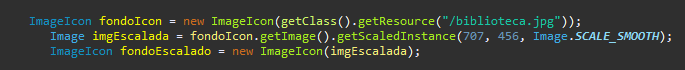 ImageIcon fondoIcon = new ImageIcon(getClass().getResource("/biblioteca.jpg"));
Image imgEscalada = fondoIcon.getImage().getScaledInstance(707, 456, Image.SCALE_SMOOTH);
ImageIcon fondoEscalado = new ImageIcon(imgEscalada);